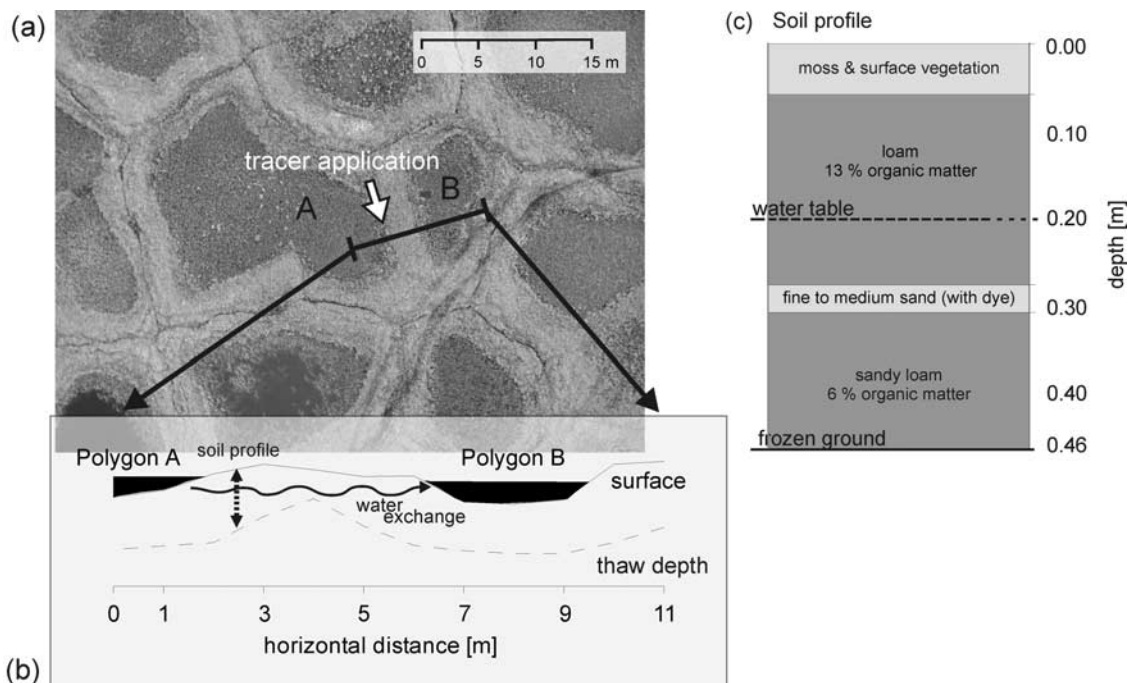 (a)
0 5 10 15 m
tracer application
A
B
Polygon A
soil profile
Polygon B
surface
water
exchange
thaw depth
0 1 3 5 7 9 11
horizontal distance [m]
(b)
(c) Soil profile
0.00
moss & surface vegetation
0.10
loam
13 % organic matter
water table
0.20
fine to medium sand (with dye)
0.30
sandy loam
6 % organic matter
0.40
frozen ground
0.46
depth [m]